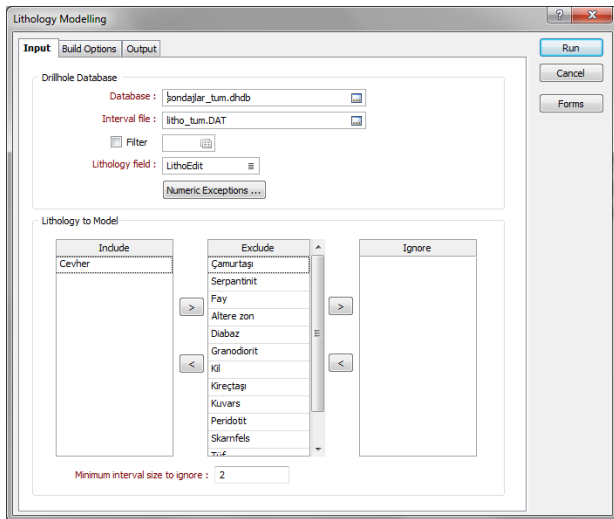 Lithology Modelling
?
Input Build Options Output
Run
Cancel
Forms
Drillhole Database
Database : sondajlar_tum.dhdb
Interval file : litho_tum.DAT
Filter
Lithology field : LithoEdit
Numeric Exceptions ...
Lithology to Model
Include Exclude Ignore
Cevher Çamurtaşı
Serpantinit
> Fay >
Altere zon
Diabaz
< Granodiorit <
Kil
Kireçtaşı
Kuvars
Peridotit
Skarnfels
Tüf
Minimum interval size to ignore : 2